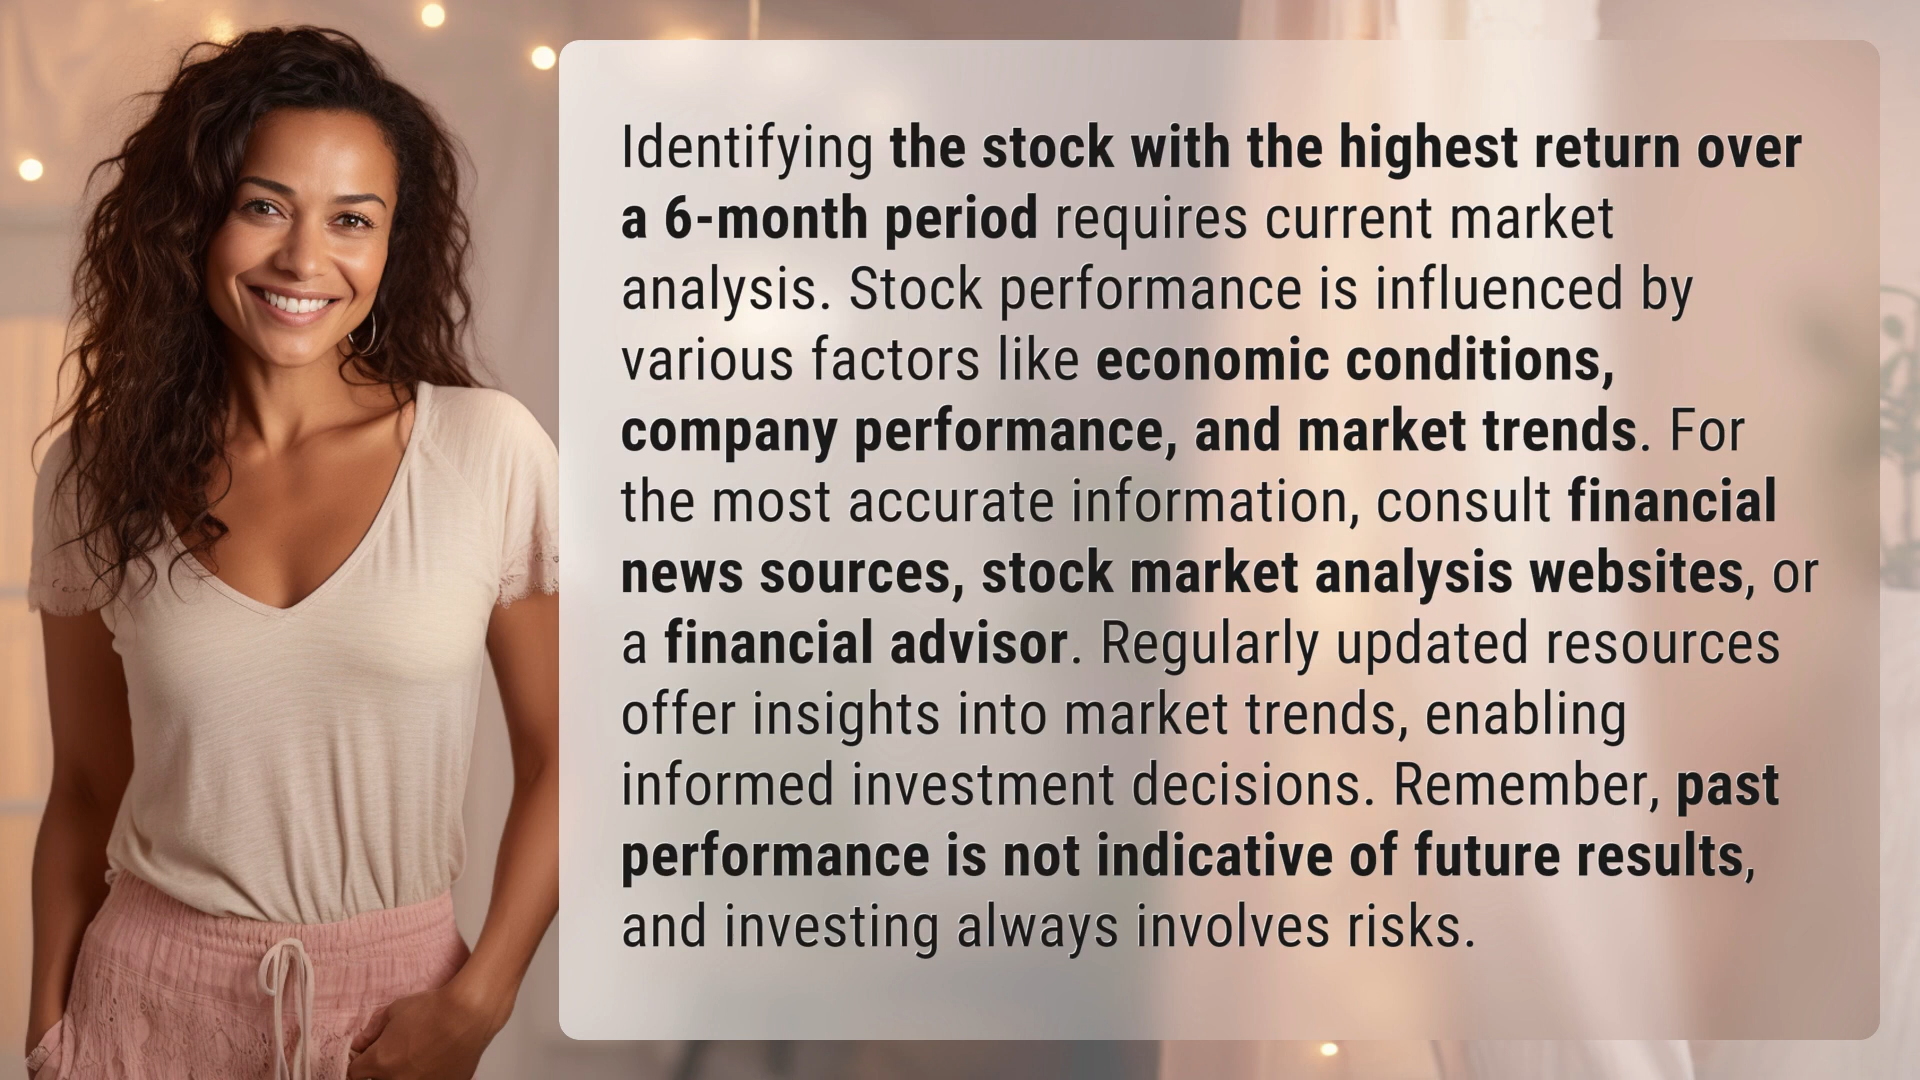 Identifying the stock with the highest return over
a 6-month period requires current market
analysis. Stock performance is influenced by
various factors like economic conditions,
company performance, and market trends. For
the most accurate information, consult financial
news sources, stock market analysis websites, or
a financial advisor. Regularly updated resources
offer insights into market trends, enabling
informed investment decisions. Remember, past
performance is not indicative of future results,
and investing always involves risks.